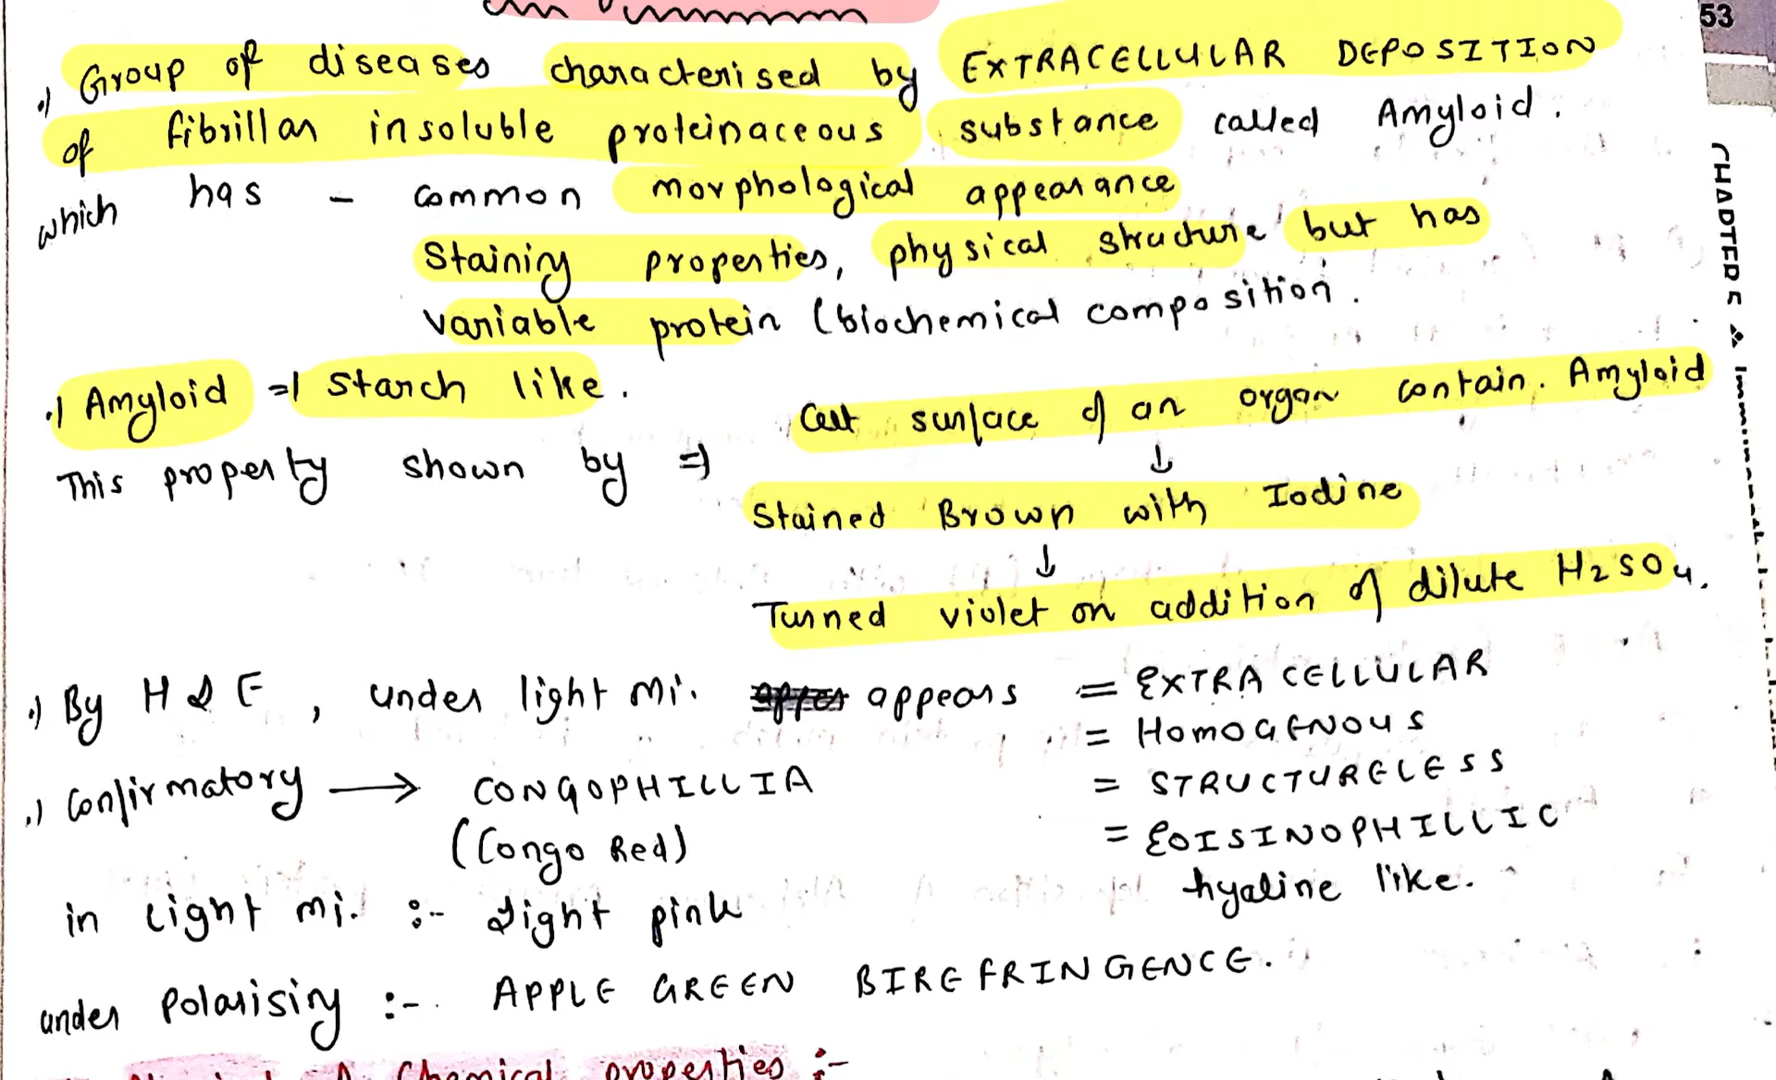 53
.) Group of diseases characterised by EXTRACELLULAR DEPOSITION
of fibrillar insoluble proteinaceous substance called Amyloid.
which has - common morphological appearance
Staining properties, physical structure but has
variable protein (biochemical composition.
.) Amyloid => Starch like.
This property shown by =>
Cut surface of an organ contain. Amyloid
↓
Stained Brown with Iodine
↓
Turned violet on addition of dilute H2SO4.
.) By H & E, under light mi. appears = EXTRA CELLULAR
= HOMOGENOUS
= STRUCTURELESS
= EOISINOPHILLIC
hyaline like.
.) Confirmatory → CONGOPHILLIA
(Congo Red)
in light mi. :- Light pink
under Polarising :- APPLE GREEN BIREFRINGENCE.
Chemical properties :-
CHAPTER 5